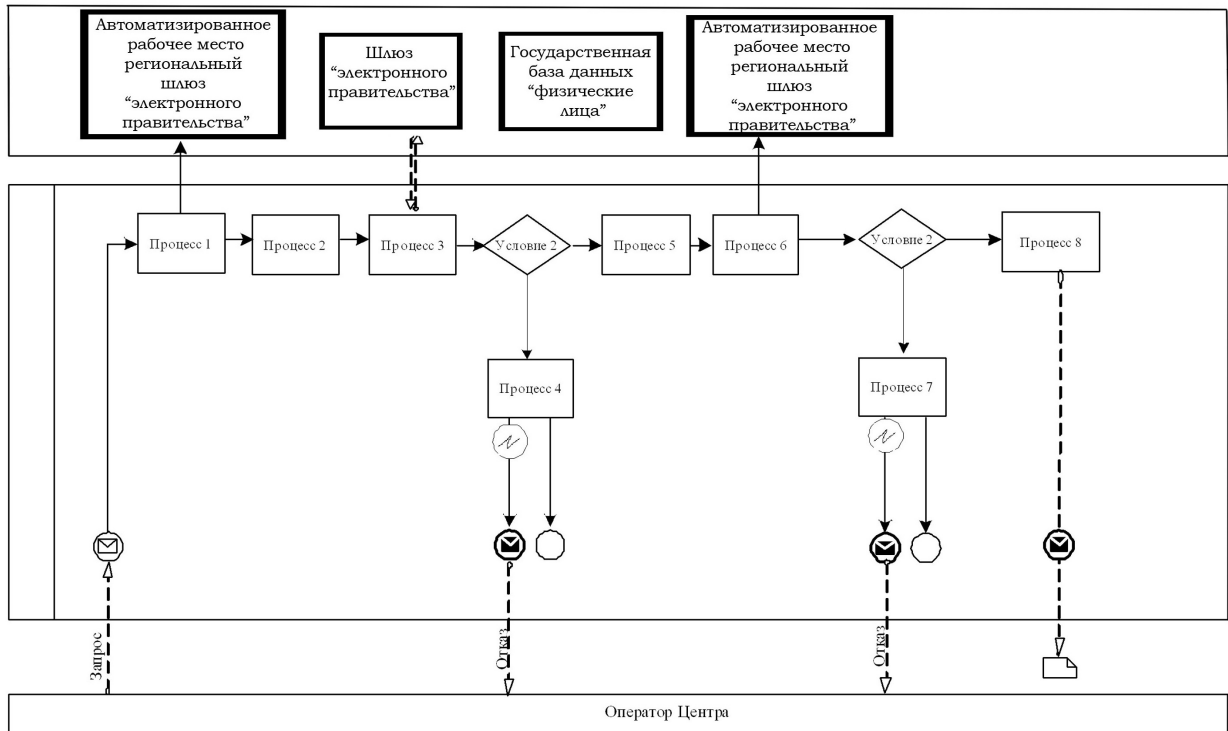 Автоматизированное
рабочее место
региональный
шлюз
“электронного
правительства”
Шлюз
“электронного
правительства”
Государственная
база данных
“физические
лица”
Автоматизированное
рабочее место
региональный
шлюз
“электронного
правительства”
Процесс 1
Процесс 2
Процесс 3
Условие 2
Процесс 5
Процесс 6
Условие 2
Процесс 8
Процесс 4
Процесс 7
Запрос
Отказ
Отказ
Оператор Центра